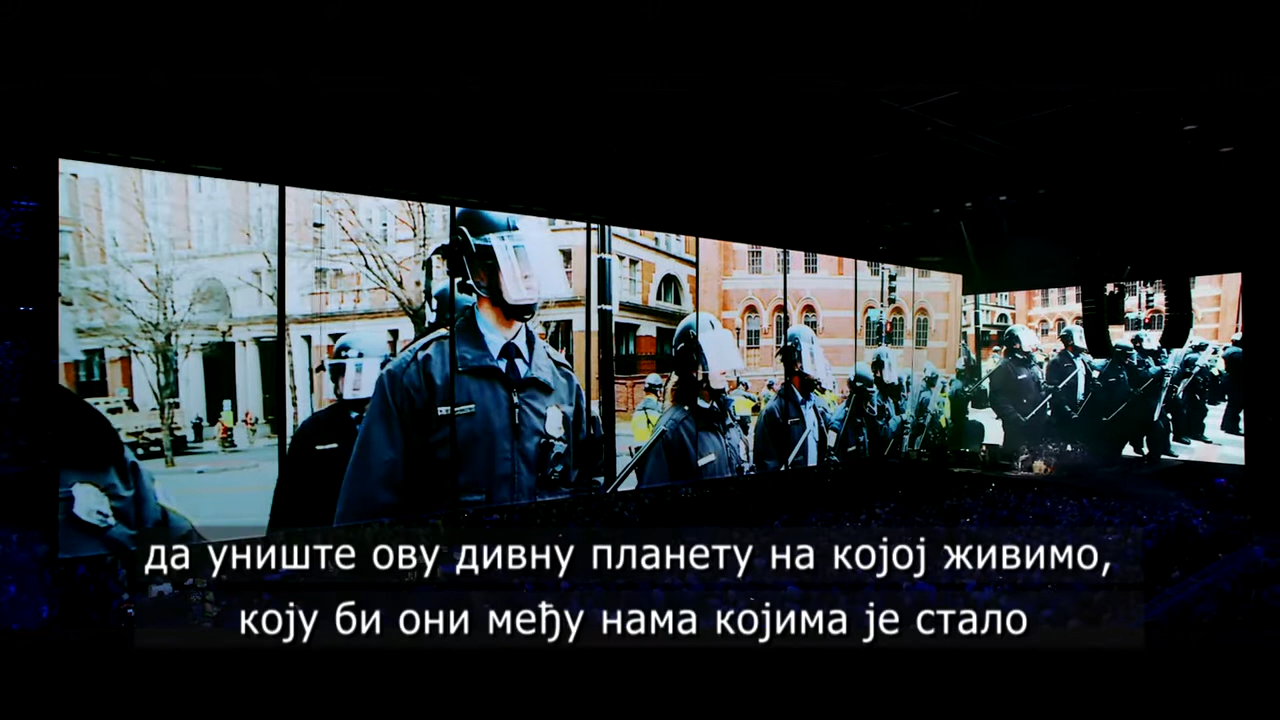 да униште ову дивну планету на којој живимо,
коју би они међу нама којима је стало